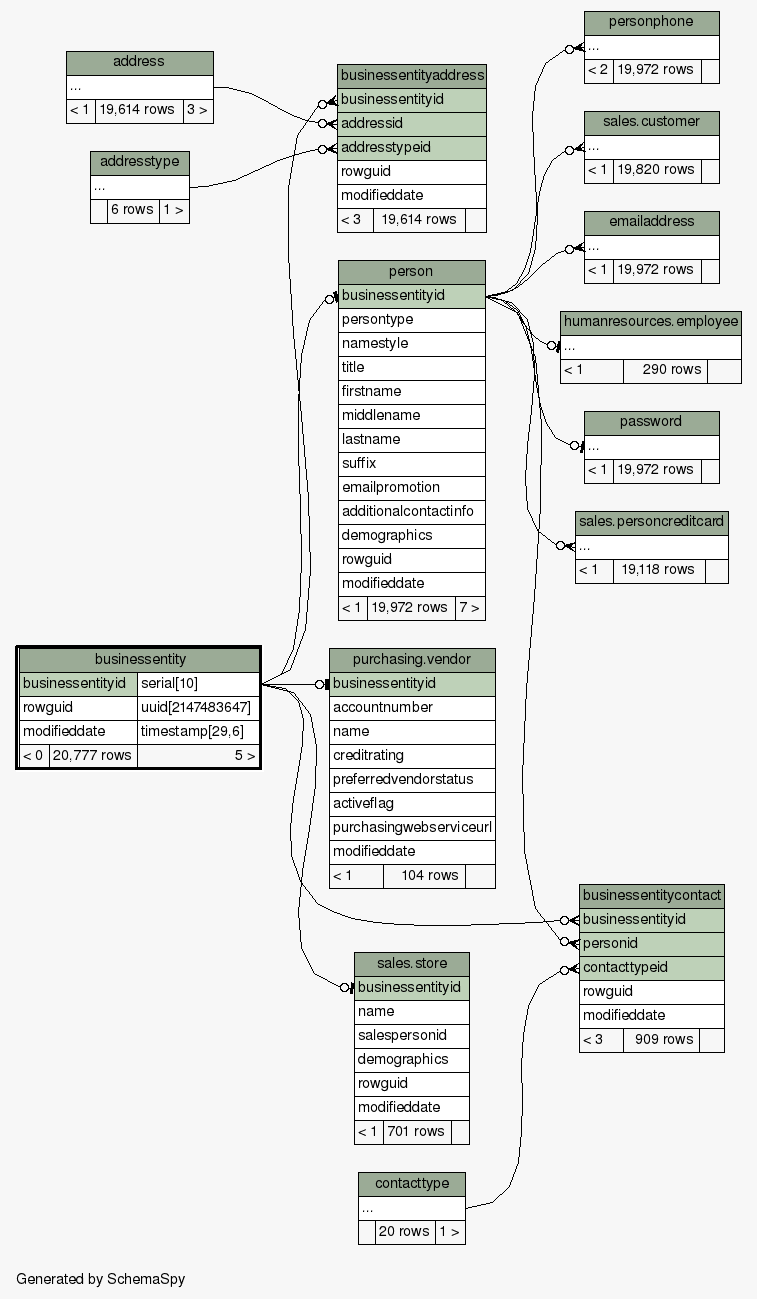 address
...
< 1 19,614 rows 3 >
addresstype
...
6 rows 1 >
businessentityaddress
businessentityid
addressid
addresstypeid
rowguid
modifieddate
< 3 19,614 rows
personphone
...
< 2 19,972 rows
sales.customer
...
< 1 19,820 rows
emailaddress
...
< 1 19,972 rows
humanresources.employee
...
< 1 290 rows
password
...
< 1 19,972 rows
sales.personcreditcard
...
< 1 19,118 rows
person
businessentityid
persontype
namestyle
title
firstname
middlename
lastname
suffix
emailpromotion
additionalcontactinfo
demographics
rowguid
modifieddate
< 1 19,972 rows 7 >
businessentity
businessentityid serial[10]
rowguid uuid[2147483647]
modifieddate timestamp[29,6]
< 0 20,777 rows 5 >
purchasing.vendor
businessentityid
accountnumber
name
creditrating
preferredvendorstatus
activeflag
purchasingwebserviceurl
modifieddate
< 1 104 rows
businessentitycontact
businessentityid
personid
contacttypeid
rowguid
modifieddate
< 3 909 rows
sales.store
businessentityid
name
salespersonid
demographics
rowguid
modifieddate
< 1 701 rows
contacttype
...
20 rows 1 >
Generated by SchemaSpy